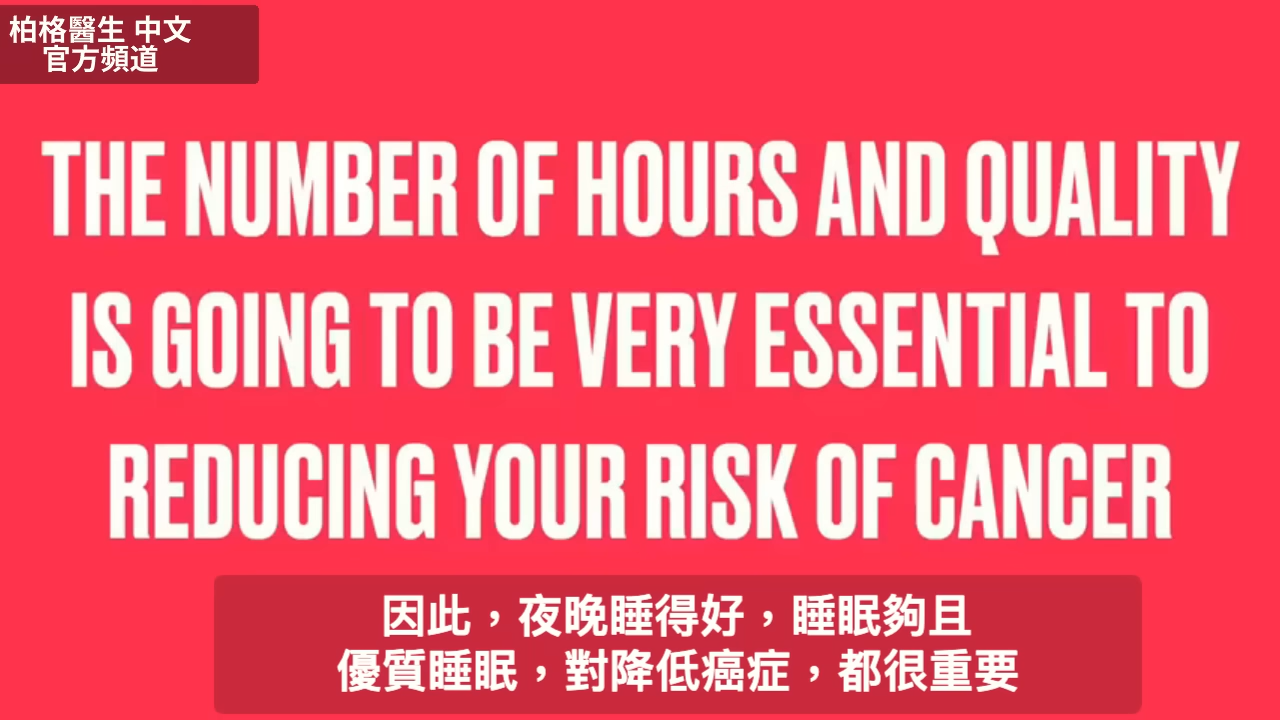 柏格醫生 中文
官方頻道
THE NUMBER OF HOURS AND QUALITY
IS GOING TO BE VERY ESSENTIAL TO
REDUCING YOUR RISK OF CANCER
因此，夜晚睡得好，睡眠夠且
優質睡眠，對降低癌症，都很重要